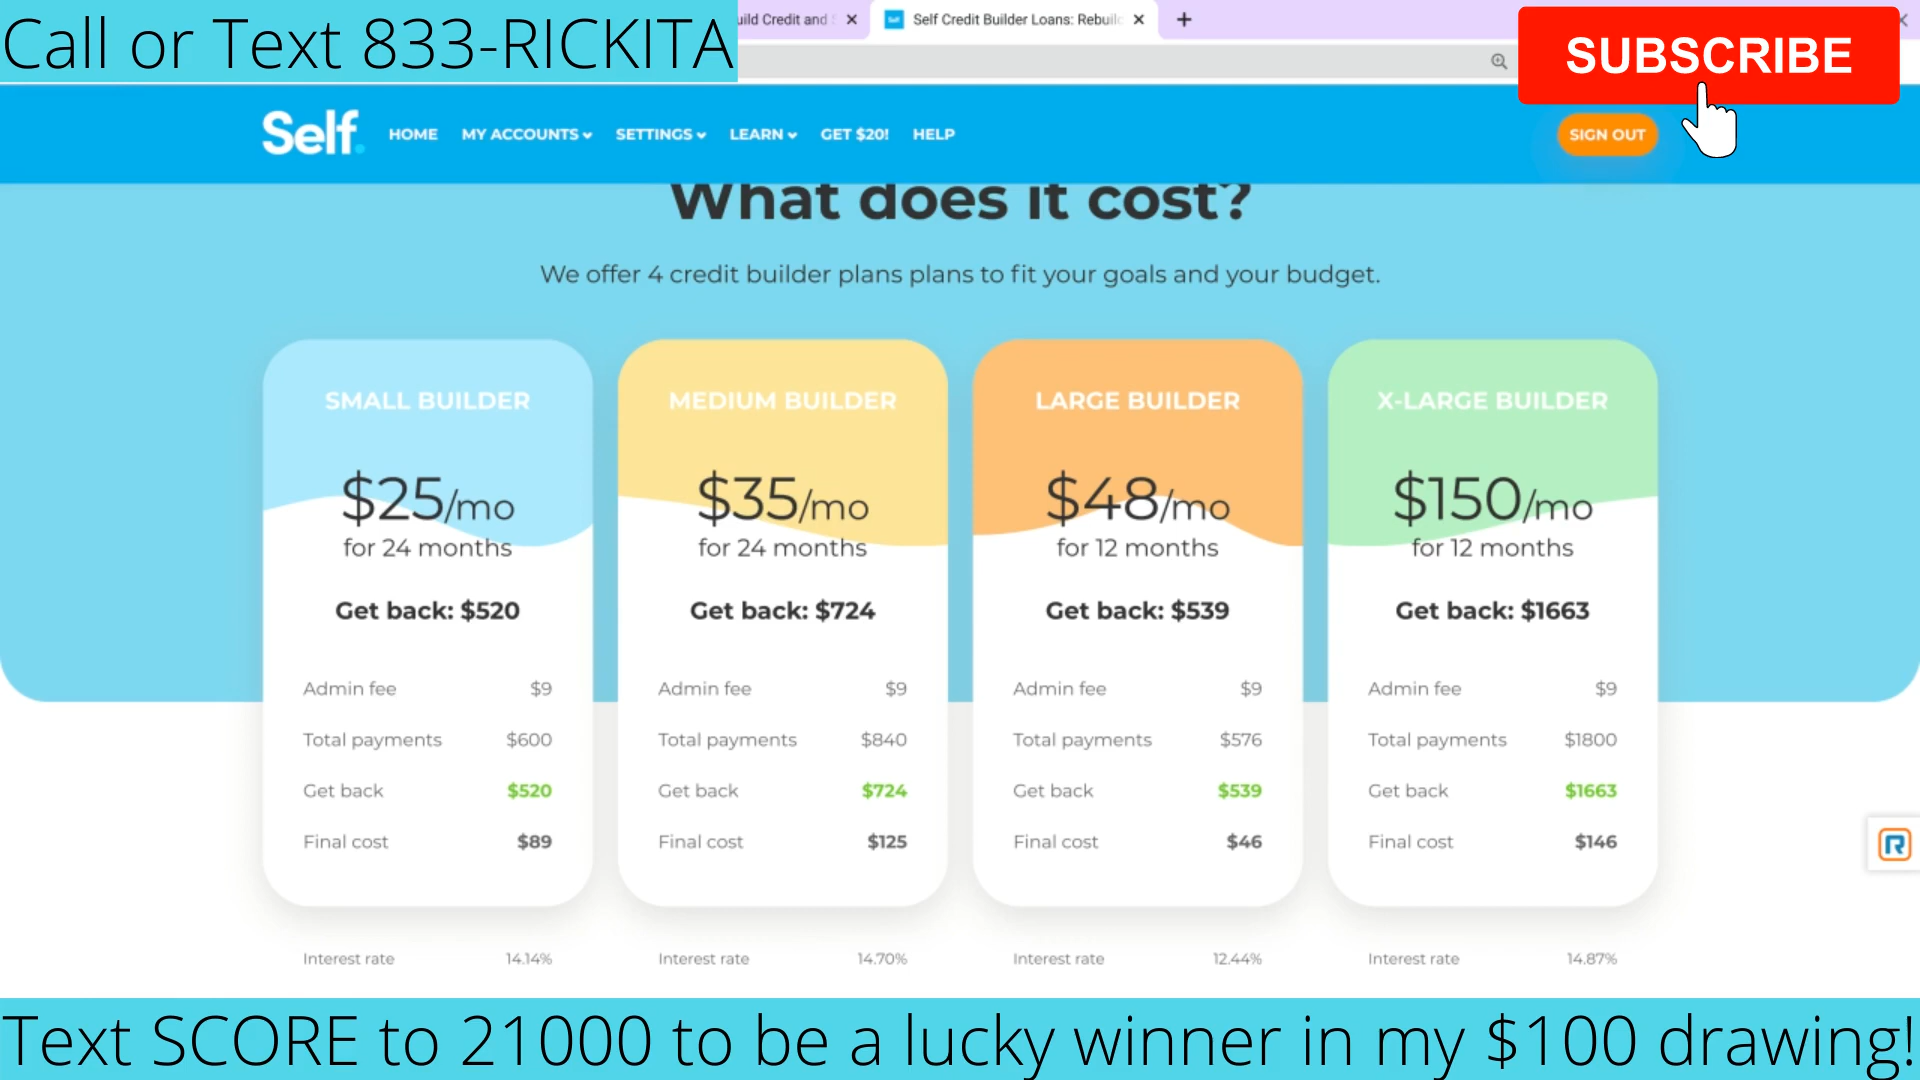 Call or Text 833-RICKITA
uild Credit and S
Self Credit Builder Loans: Rebuil
SUBSCRIBE
Self.
HOME
MY ACCOUNTS
SETTINGS
LEARN
GET $20!
HELP
SIGN OUT
What does it cost?
We offer 4 credit builder plans plans to fit your goals and your budget.
SMALL BUILDER
$25/mo
for 24 months
Get back: $520
Admin fee $9
Total payments $600
Get back $520
Final cost $89
Interest rate 14.14%
MEDIUM BUILDER
$35/mo
for 24 months
Get back: $724
Admin fee $9
Total payments $840
Get back $724
Final cost $125
Interest rate 14.70%
LARGE BUILDER
$48/mo
for 12 months
Get back: $539
Admin fee $9
Total payments $576
Get back $539
Final cost $46
Interest rate 12.44%
X-LARGE BUILDER
$150/mo
for 12 months
Get back: $1663
Admin fee $9
Total payments $1800
Get back $1663
Final cost $146
Interest rate 14.87%
R
Text SCORE to 21000 to be a lucky winner in my $100 drawing!